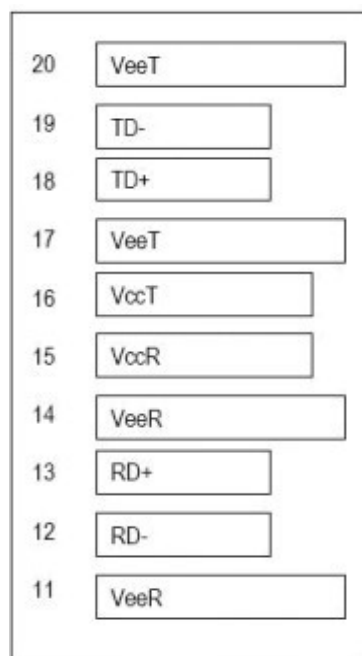 20 VeeT
19 TD-
18 TD+
17 VeeT
16 VccT
15 VccR
14 VeeR
13 RD+
12 RD-
11 VeeR